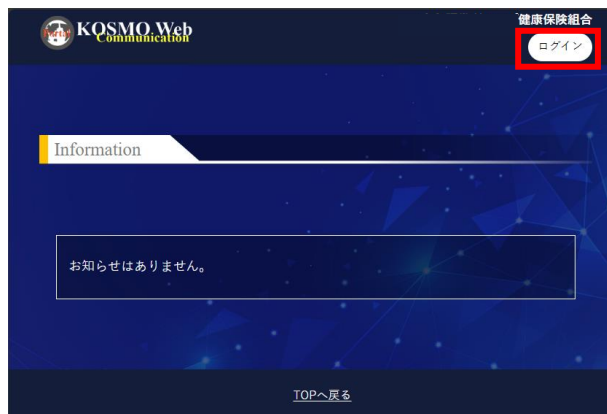 健康保険組合
Portal
KOSMO Web
Communication
ログイン
Information
お知らせはありません。
TOPへ戻る